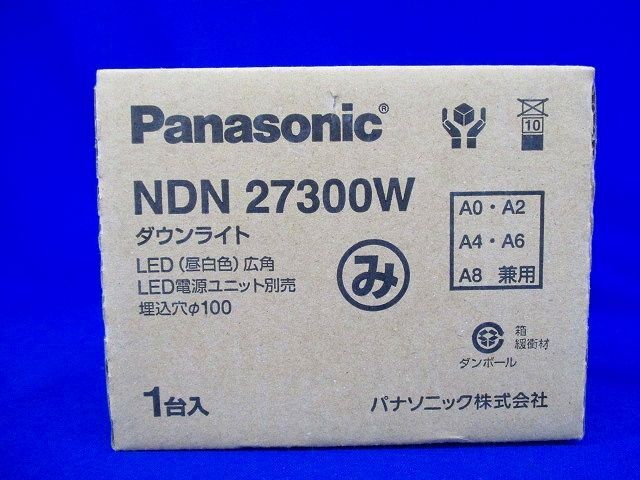 Panasonic®
10
NDN 27300W
ダウンライト
LED（昼白色）広角
LED電源ユニット別売
埋込穴φ100
み
A0・A2
A4・A6
A8 兼用
箱
緩衝材
ダンボール
1台入
パナソニック株式会社